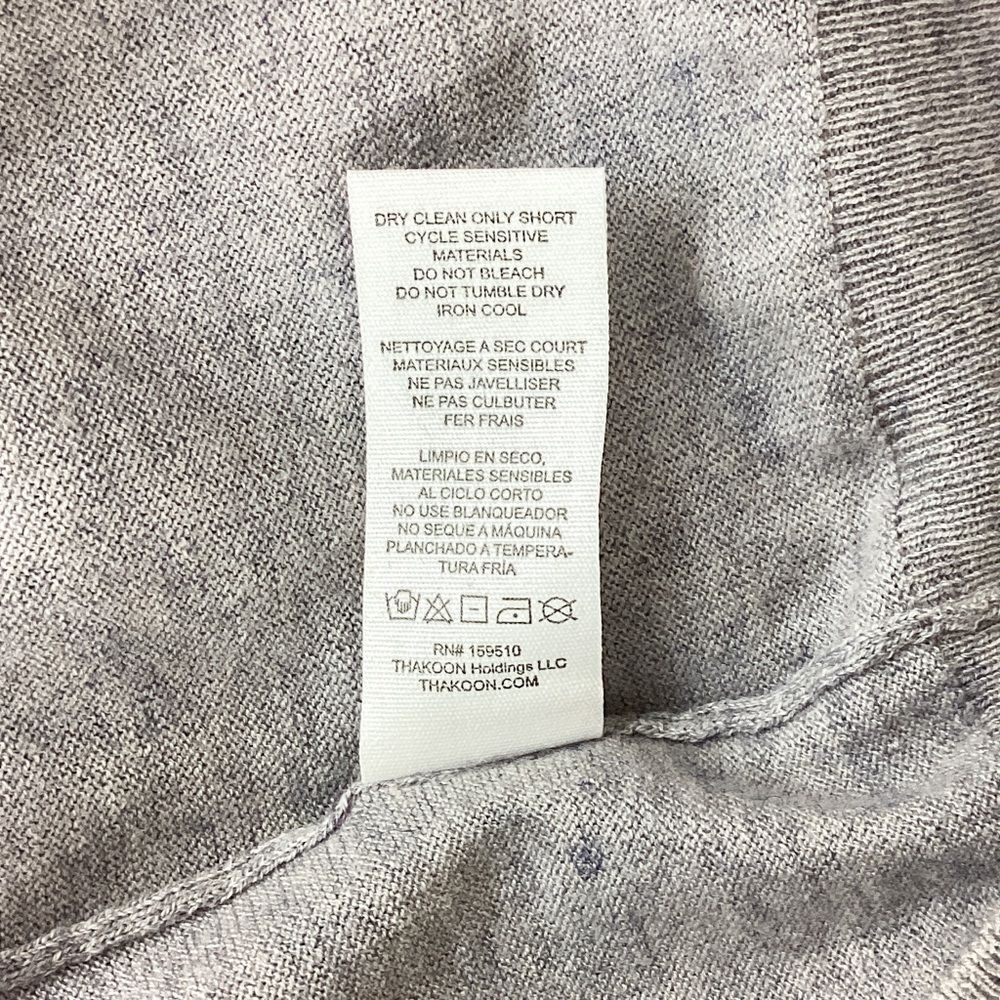 DRY CLEAN ONLY SHORT
CYCLE SENSITIVE
MATERIALS
DO NOT BLEACH
DO NOT TUMBLE DRY
IRON COOL
NETTOYAGE A SEC COURT
MATERIAUX SENSIBLES
NE PAS JAVELLISER
NE PAS CULBUTER
FER FRAIS
LIMPIO EN SECO,
MATERIALES SENSIBLES
AL CICLO CORTO
NO USE BLANQUEADOR
NO SEQUE A MÁQUINA
PLANCHADO A TEMPERA-
TURA FRÍA
RN# 159510
THAKOON Holdings LLC
THAKOON.COM